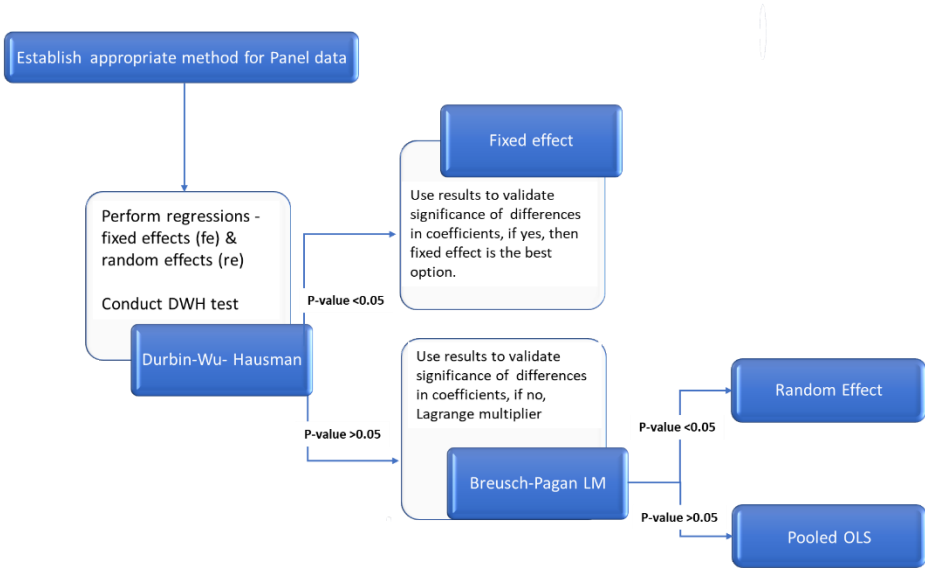 Establish appropriate method for Panel data
Fixed effect
Use results to validate
significance of differences
in coefficients, if yes, then
fixed effect is the best
option.
Perform regressions -
fixed effects (fe) &
random effects (re)
Conduct DWH test
P-value <0.05
Durbin-Wu- Hausman
P-value >0.05
Use results to validate
significance of differences
in coefficients, if no,
Lagrange multiplier
Breusch-Pagan LM
P-value <0.05
Random Effect
P-value >0.05
Pooled OLS